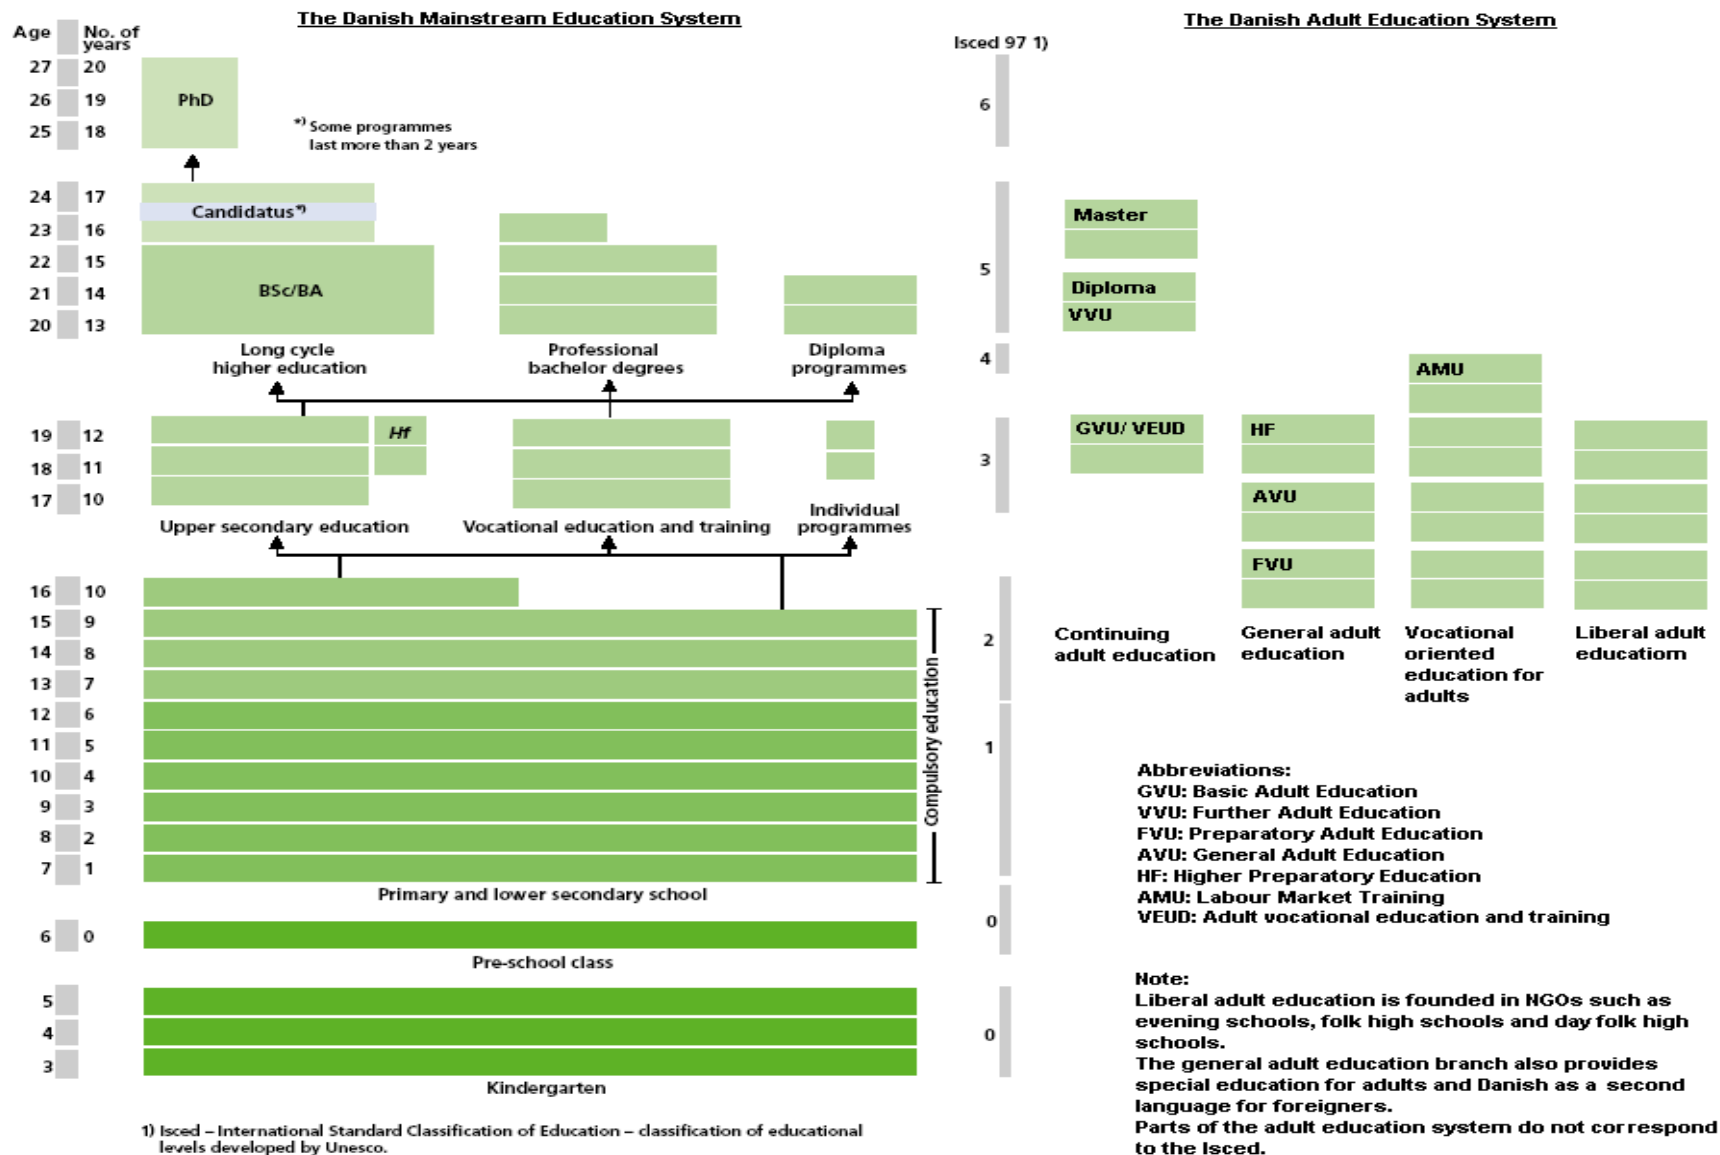 The Danish Mainstream Education System
Age No. of years
27 20
26 19
25 18
PhD
*) Some programmes
last more than 2 years
24 17
23 16
22 15
21 14
20 13
Candidatus*)
BSc/BA
Long cycle
higher education
Professional
bachelor degrees
Diploma
programmes
19 12
18 11
17 10
Hf
Upper secondary education
Vocational education and training
Individual
programmes
16 10
15 9
14 8
13 7
12 6
11 5
10 4
9 3
8 2
7 1
Compulsory education
Primary and lower secondary school
6 0
Pre-school class
5
4
3
Kindergarten
1) Isced – International Standard Classification of Education – classification of educational
levels developed by Unesco.
The Danish Adult Education System
Isced 97 1)
6
5
4
3
2
1
0
0
Master
Diploma
VVU
GVU/ VEUD
HF
AVU
FVU
AMU
Continuing
adult education
General adult
education
Vocational
oriented
education for
adults
Liberal adult
educatiom
Abbreviations:
GVU: Basic Adult Education
VVU: Further Adult Education
FVU: Preparatory Adult Education
AVU: General Adult Education
HF: Higher Preparatory Education
AMU: Labour Market Training
VEUD: Adult vocational education and training
Note:
Liberal adult education is founded in NGOs such as
evening schools, folk high schools and day folk high
schools.
The general adult education branch also provides
special education for adults and Danish as a second
language for foreigners.
Parts of the adult education system do not correspond
to the Isced.